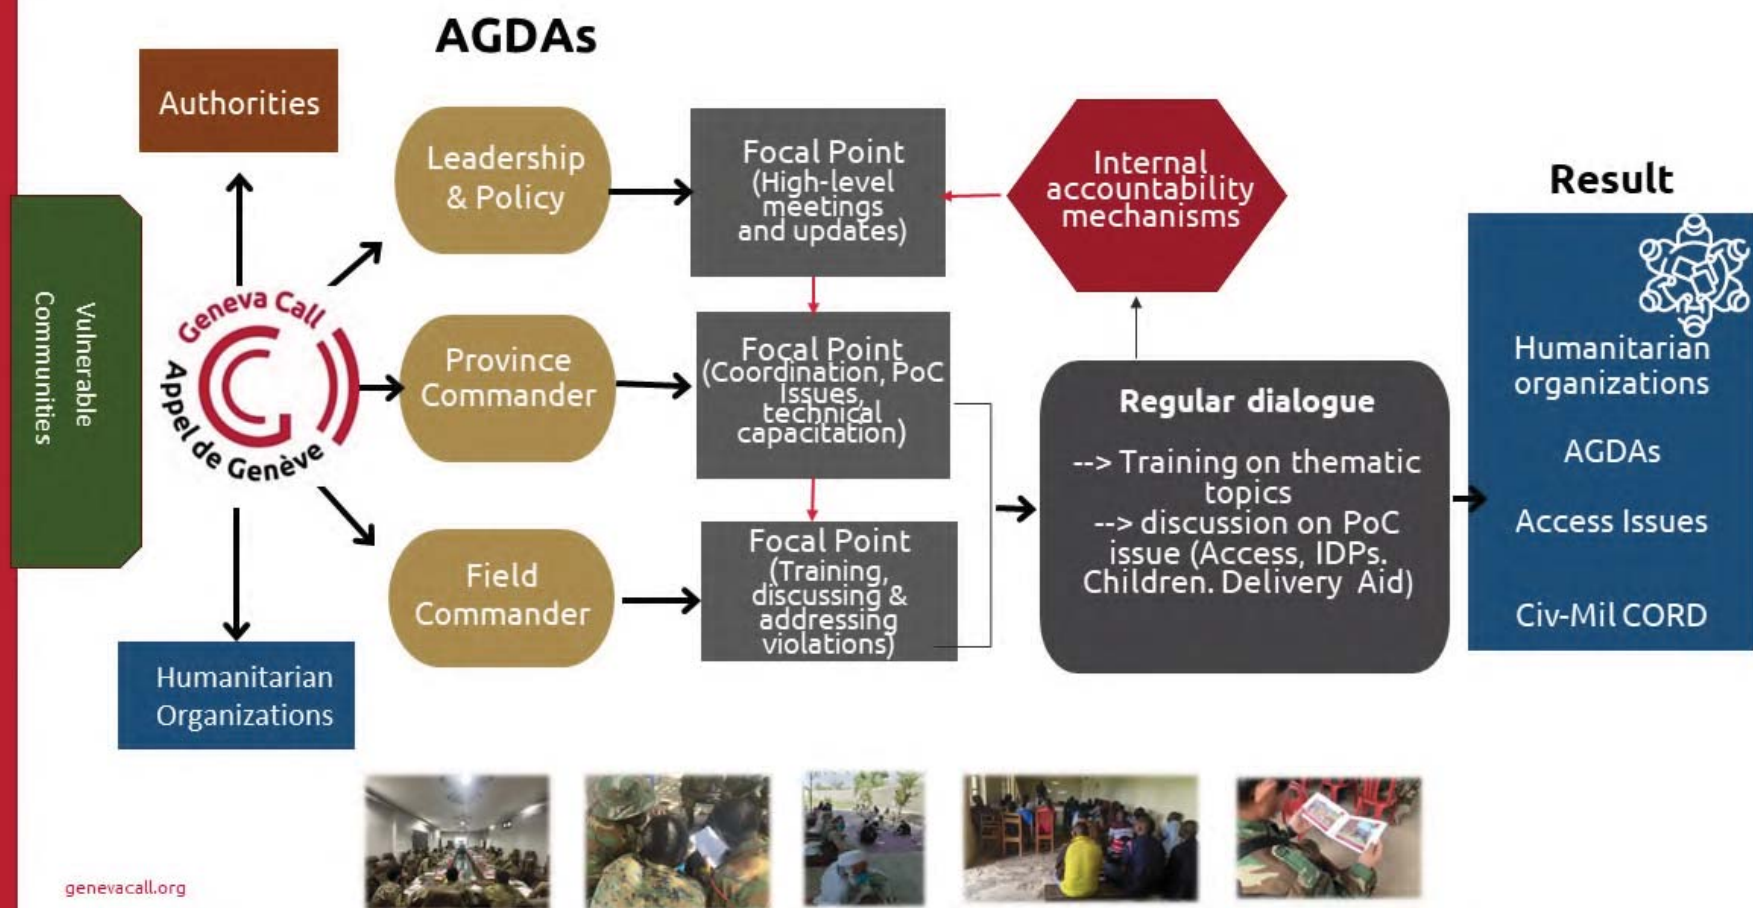 AGDAs
Authorities
Vulnerable
Communities
Geneva Call
Appel de Genève
Humanitarian
Organizations
Leadership
& Policy
Province
Commander
Field
Commander
Focal Point
(High-level
meetings
and updates)
Focal Point
(Coordination, PoC
Issues,
technical
capacitation)
Focal Point
(Training,
discussing &
addressing
violations)
Internal
accountability
mechanisms
Regular dialogue
--> Training on thematic
topics
--> discussion on PoC
issue (Access, IDPs.
Children. Delivery Aid)
Result
Humanitarian
organizations
AGDAs
Access Issues
Civ-Mil CORD
genevacall.org